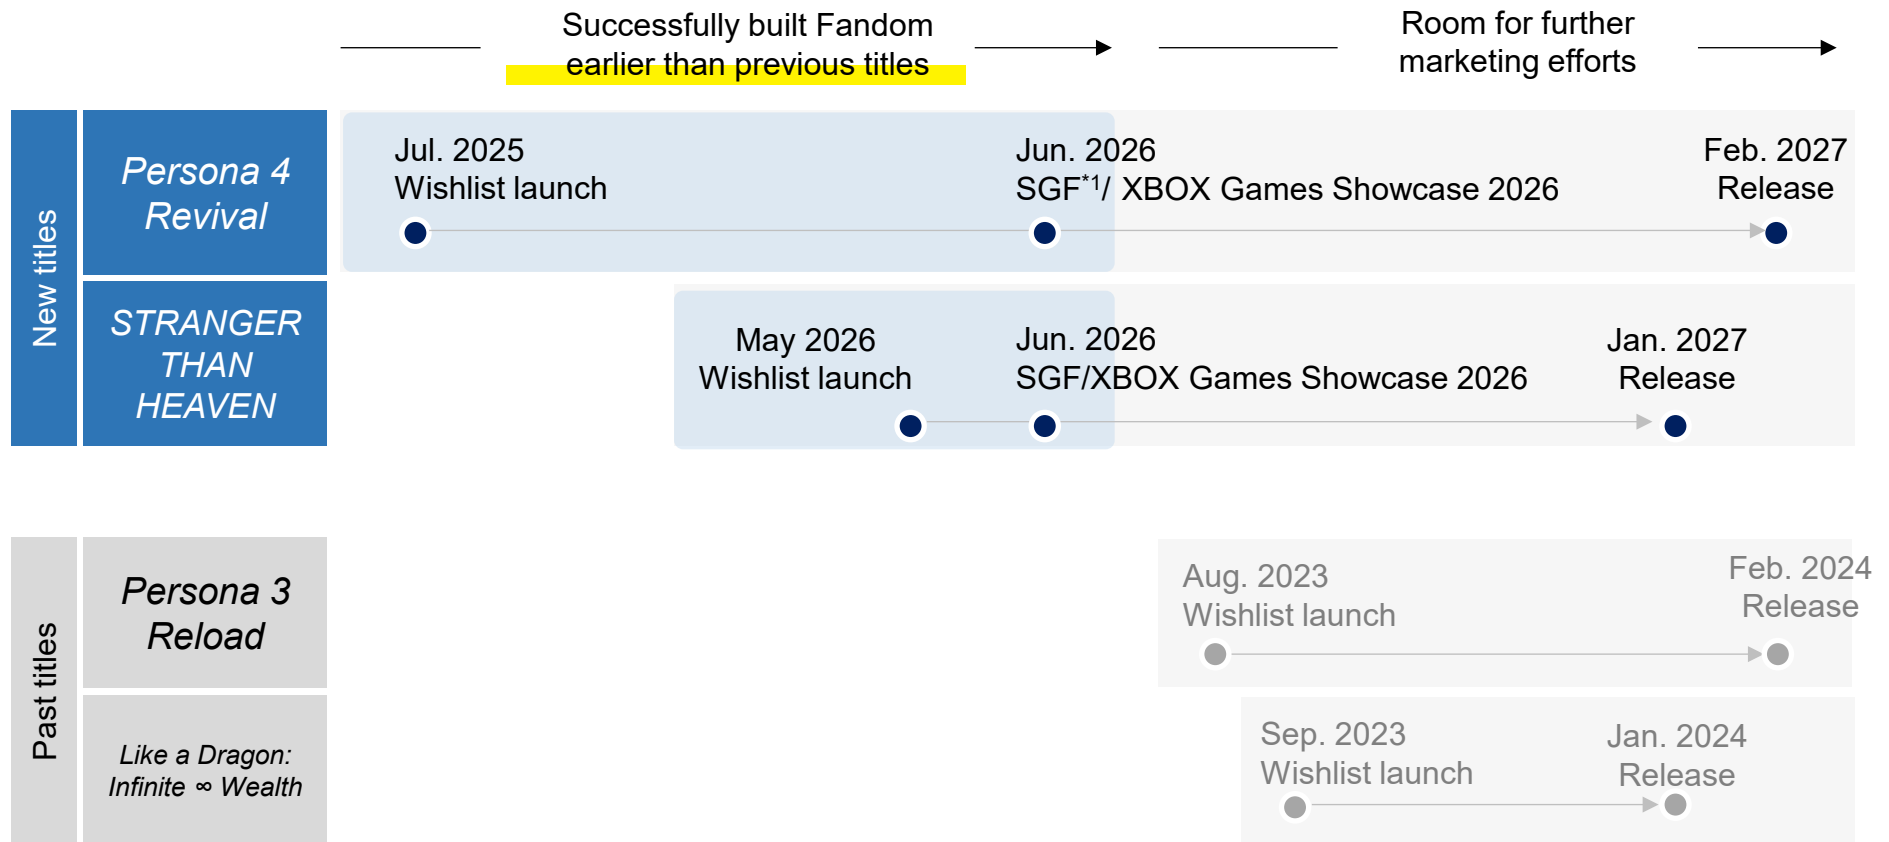 Successfully built Fandom
earlier than previous titles
Room for further
marketing efforts
New titles
Persona 4
Revival
Jul. 2025
Wishlist launch
Jun. 2026
SGF*1/ XBOX Games Showcase 2026
Feb. 2027
Release
STRANGER
THAN
HEAVEN
May 2026
Wishlist launch
Jun. 2026
SGF/XBOX Games Showcase 2026
Jan. 2027
Release
Past titles
Persona 3
Reload
Aug. 2023
Wishlist launch
Feb. 2024
Release
Like a Dragon:
Infinite ∞ Wealth
Sep. 2023
Wishlist launch
Jan. 2024
Release